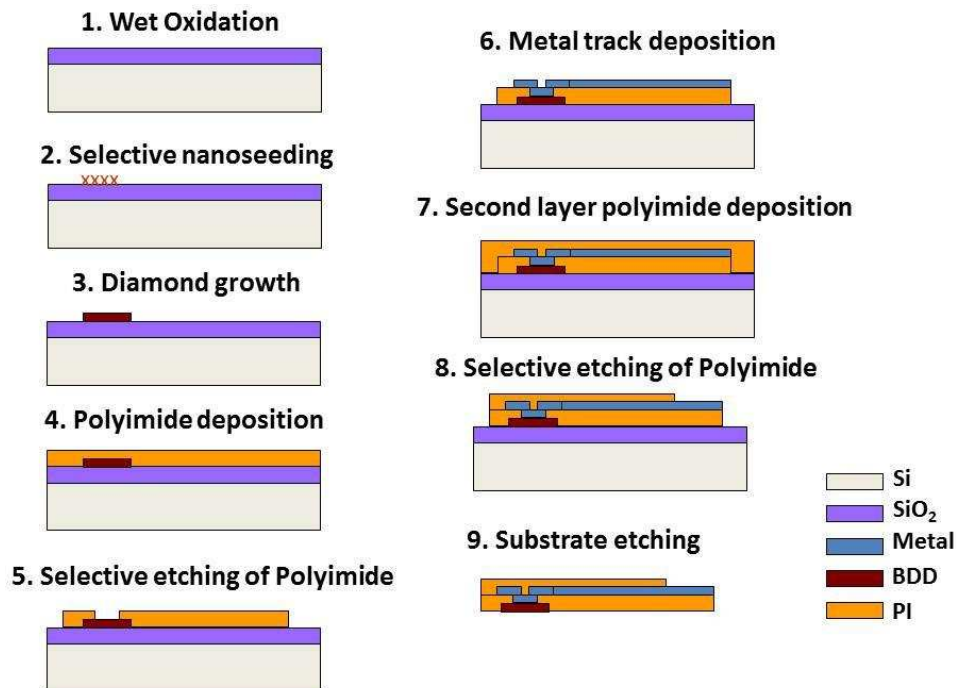 1. Wet Oxidation
2. Selective nanoseeding
xxxx
3. Diamond growth
4. Polyimide deposition
5. Selective etching of Polyimide
6. Metal track deposition
7. Second layer polyimide deposition
8. Selective etching of Polyimide
9. Substrate etching
Si
SiO₂
Metal
BDD
PI